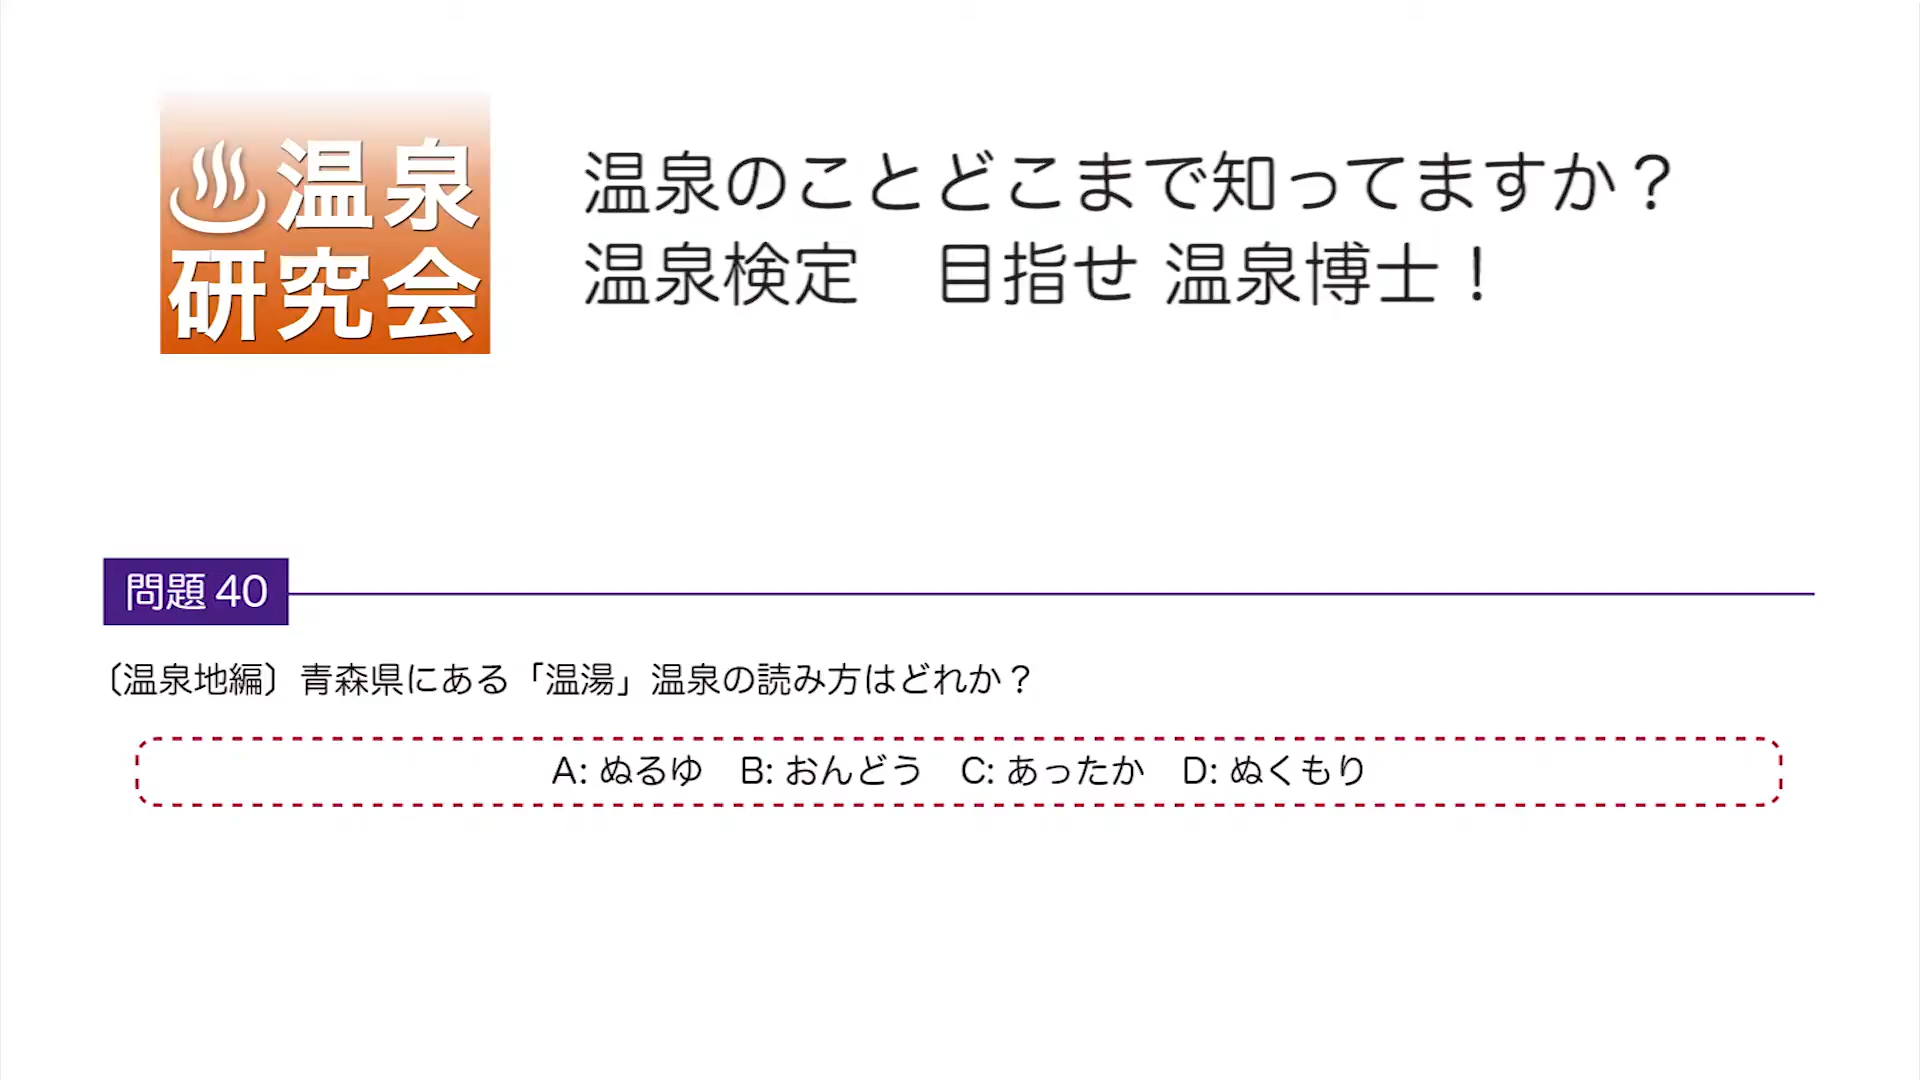 ♨温泉
研究会
温泉のことどこまで知ってますか？
温泉検定　目指せ 温泉博士！
問題 40
〔温泉地編〕青森県にある「温湯」温泉の読み方はどれか？
A: ぬるゆ　B: おんどう　C: あったか　D: ぬくもり